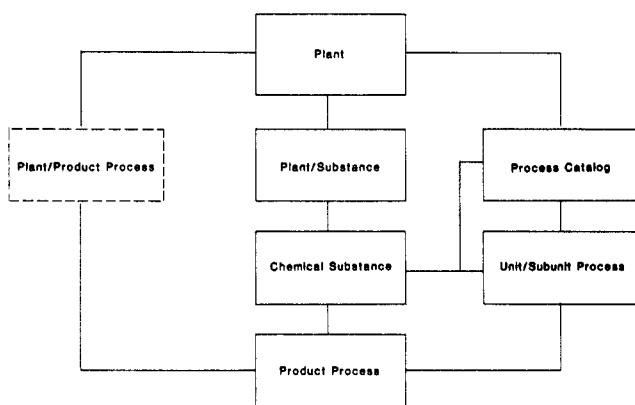 Plant
Plant/Product Process
Plant/Substance
Process Catalog
Chemical Substance
Unit/Subunit Process
Product Process